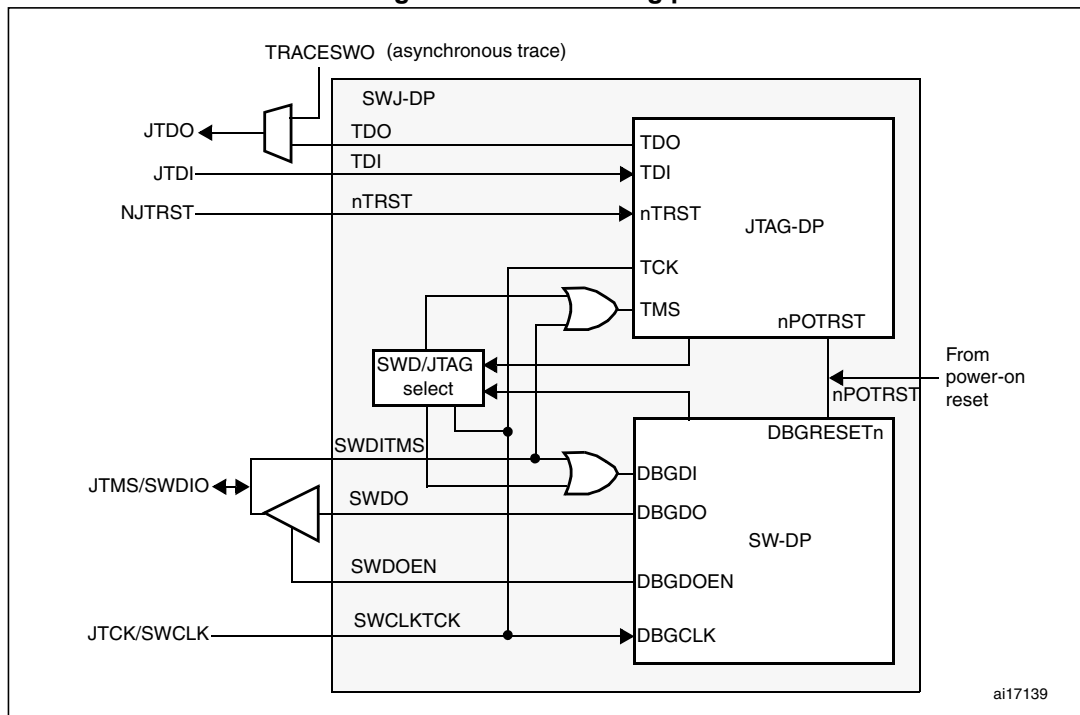 TRACESWO (asynchronous trace)
SWJ-DP
JTDO
TDO
TDO
JTDI
TDI
TDI
NJTRST
nTRST
nTRST
JTAG-DP
TCK
TMS
nPOTRST
SWD/JTAG
select
From
power-on
reset
nPOTRST
DBGRESETn
SWDITMS
DBGDI
JTMS/SWDIO
SWDO
DBGDO
SW-DP
SWDOEN
DBGDOEN
JTCK/SWCLK
SWCLKTCK
DBGCLK
ai17139